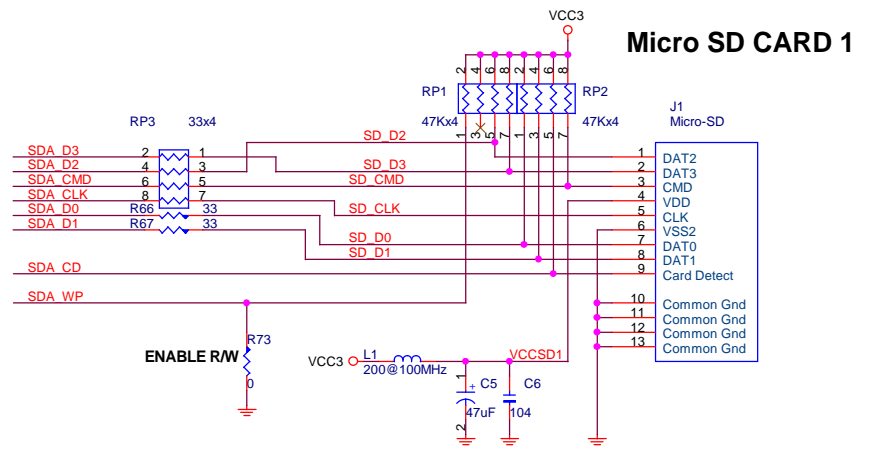 VCC3
Micro SD CARD 1
2 4 6 8 2 4 6 8
RP1 RP2
47Kx4 47Kx4
1 3 5 7 1 3 5 7
J1
Micro-SD
RP3 33x4
SD_D2
SDA_D3 2 1 1 DAT2
SDA_D2 4 3 SD_D3 2 DAT3
SDA_CMD 6 5 SD_CMD 3 CMD
4 VDD
SDA_CLK 8 7 SD_CLK 5 CLK
SDA_D0 R66 33 6 VSS2
SDA_D1 R67 33 SD_D0 7 DAT0
SD_D1 8 DAT1
SDA_CD 9 Card Detect
SDA_WP 10 Common Gnd
11 Common Gnd
12 Common Gnd
13 Common Gnd
R73
ENABLE R/W
0
VCC3 L1 VCCSD1
200@100MHz
1 + C5 C6
47uF 104
2